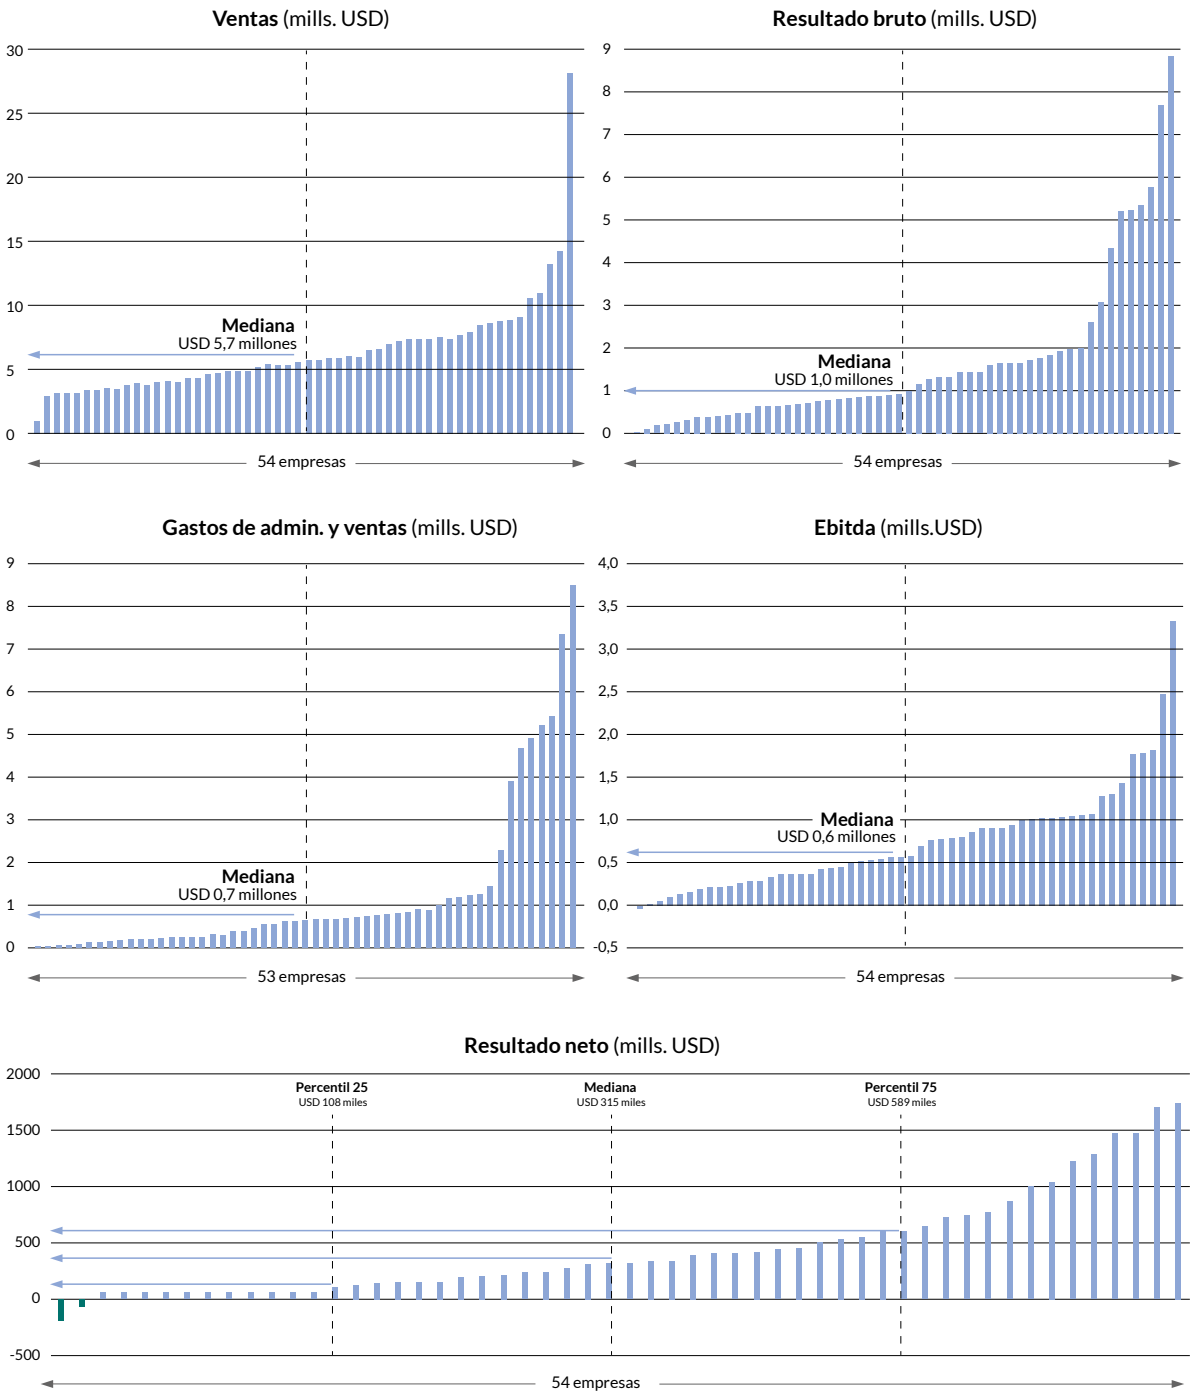 Ventas (mills. USD)
30
25
20
15
10
5
0
Mediana
USD 5,7 millones
54 empresas
Resultado bruto (mills. USD)
9
8
7
6
5
4
3
2
1
0
Mediana
USD 1,0 millones
54 empresas
Gastos de admin. y ventas (mills. USD)
9
8
7
6
5
4
3
2
1
0
Mediana
USD 0,7 millones
53 empresas
Ebitda (mills.USD)
4,0
3,5
3,0
2,5
2,0
1,5
1,0
0,5
0,0
-0,5
Mediana
USD 0,6 millones
54 empresas
Resultado neto (mills. USD)
2000
1500
1000
500
0
-500
Percentil 25
USD 108 miles
Mediana
USD 315 miles
Percentil 75
USD 589 miles
54 empresas